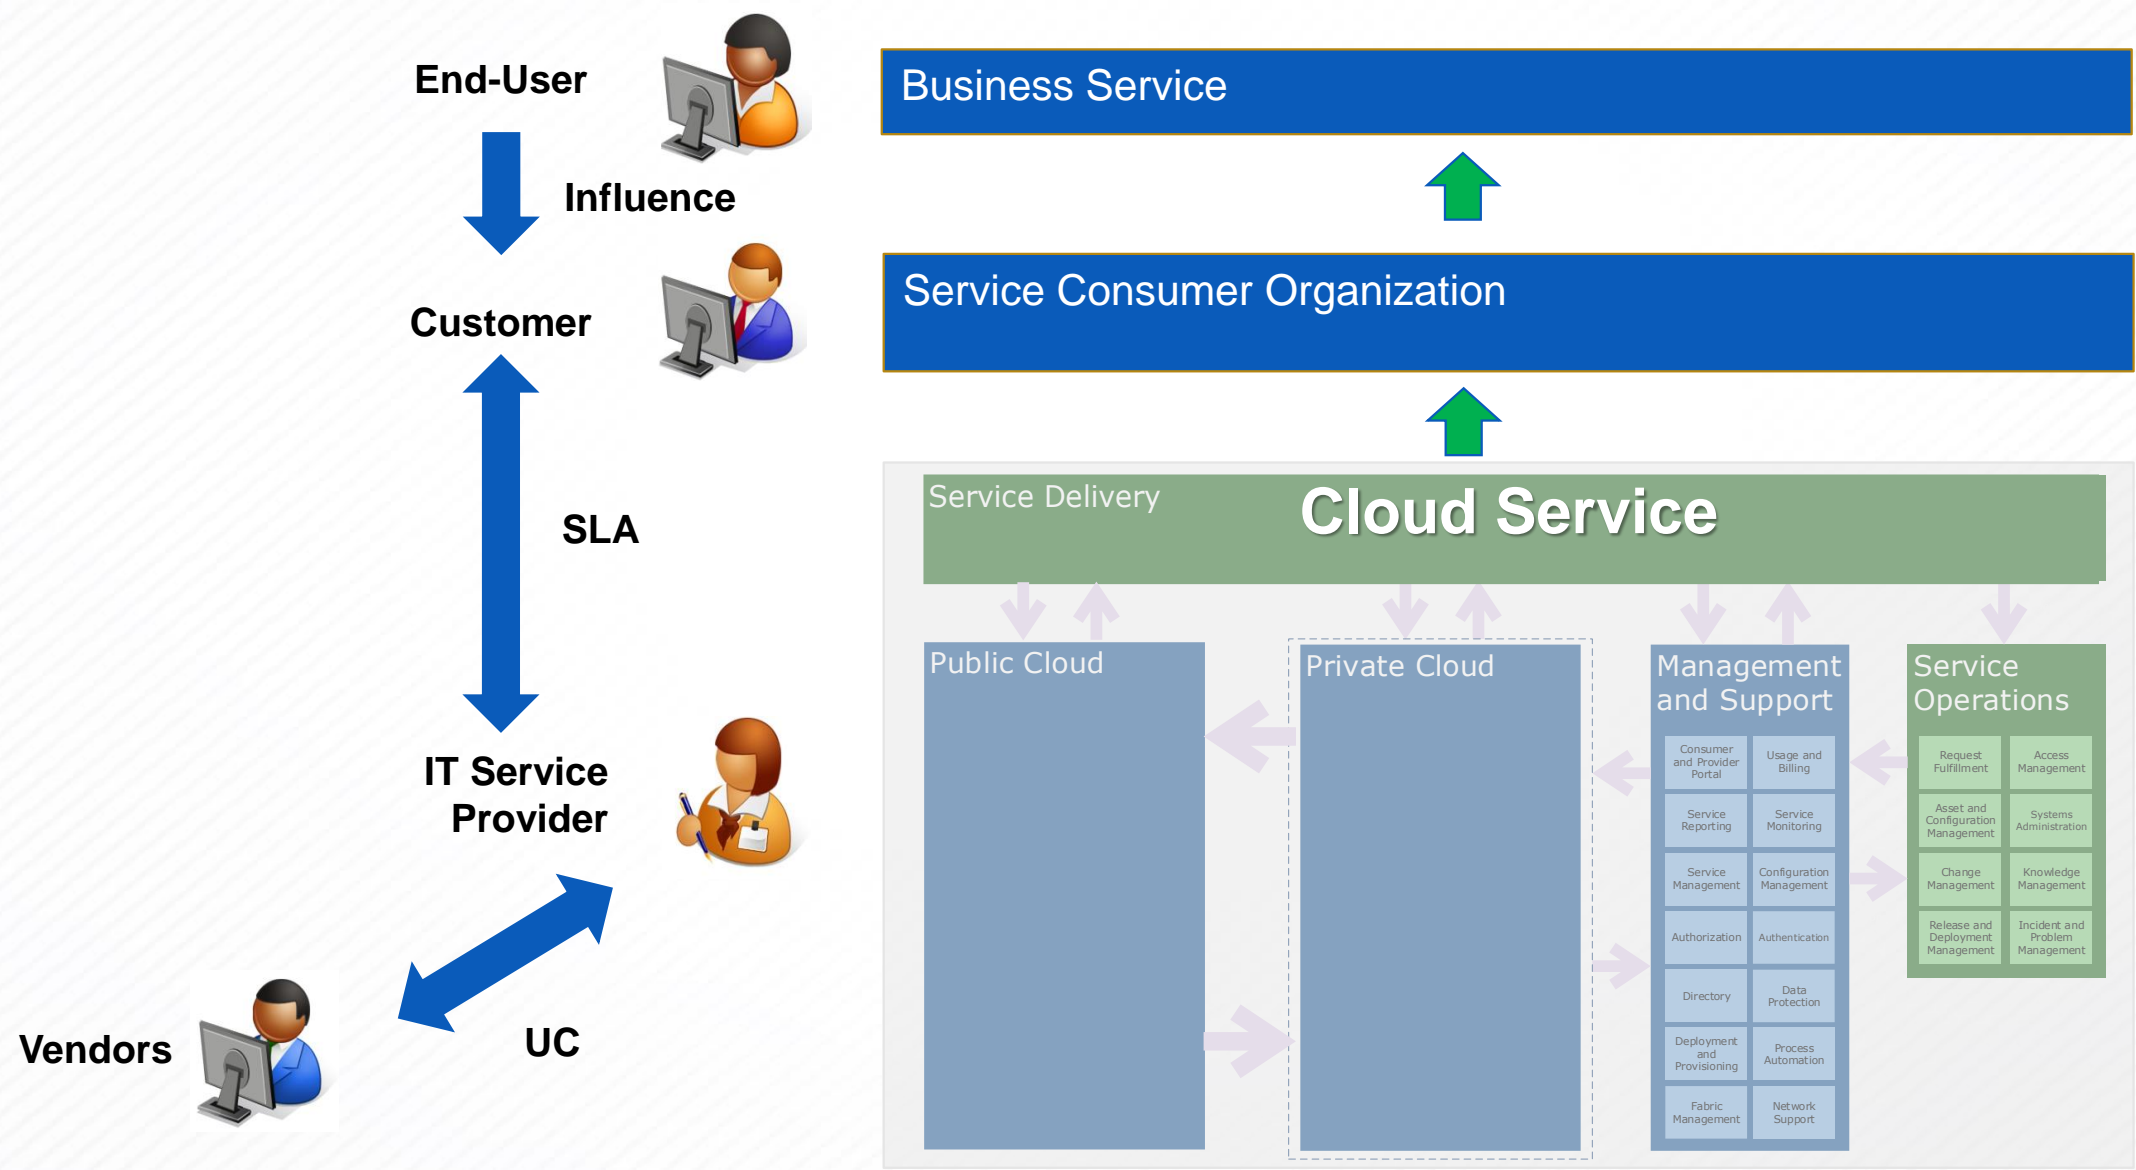 End-User
Business Service
Influence
Customer
Service Consumer Organization
SLA
IT Service
Provider
Vendors
UC
Service Delivery
Cloud Service
Public Cloud
Private Cloud
Management
and Support
Consumer
and Provider
Portal
Usage and
Billing
Service
Reporting
Service
Monitoring
Service
Management
Configuration
Management
Authorization
Authentication
Directory
Data
Protection
Deployment
and
Provisioning
Process
Automation
Fabric
Management
Network
Support
Service
Operations
Request
Fulfillment
Access
Management
Asset and
Configuration
Management
Systems
Administration
Change
Management
Knowledge
Management
Release and
Deployment
Management
Incident and
Problem
Management